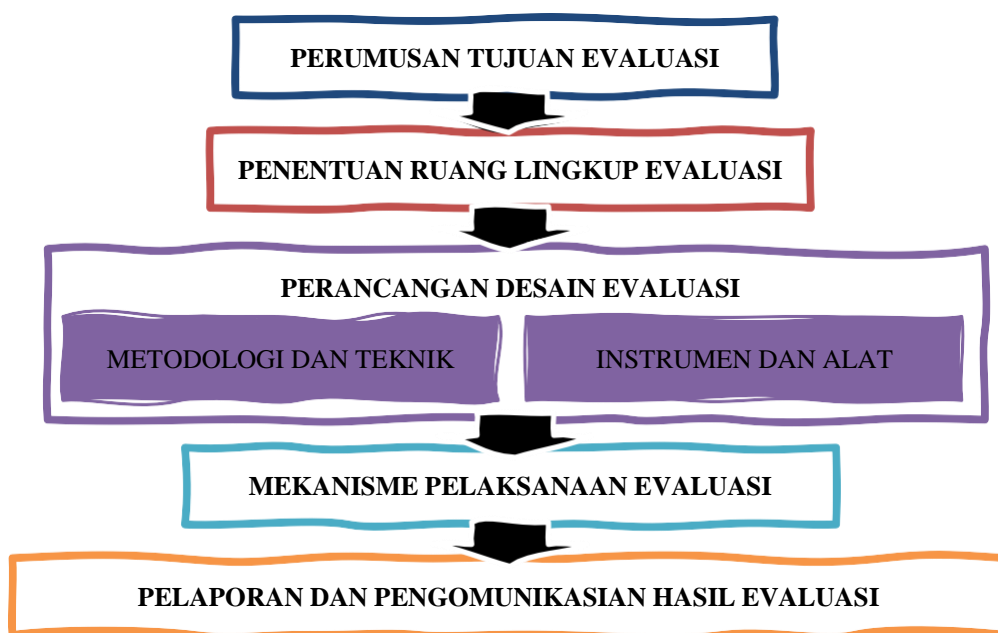 PERUMUSAN TUJUAN EVALUASI
PENENTUAN RUANG LINGKUP EVALUASI
PERANCANGAN DESAIN EVALUASI
METODOLOGI DAN TEKNIK
INSTRUMEN DAN ALAT
MEKANISME PELAKSANAAN EVALUASI
PELAPORAN DAN PENGOMUNIKASIAN HASIL EVALUASI